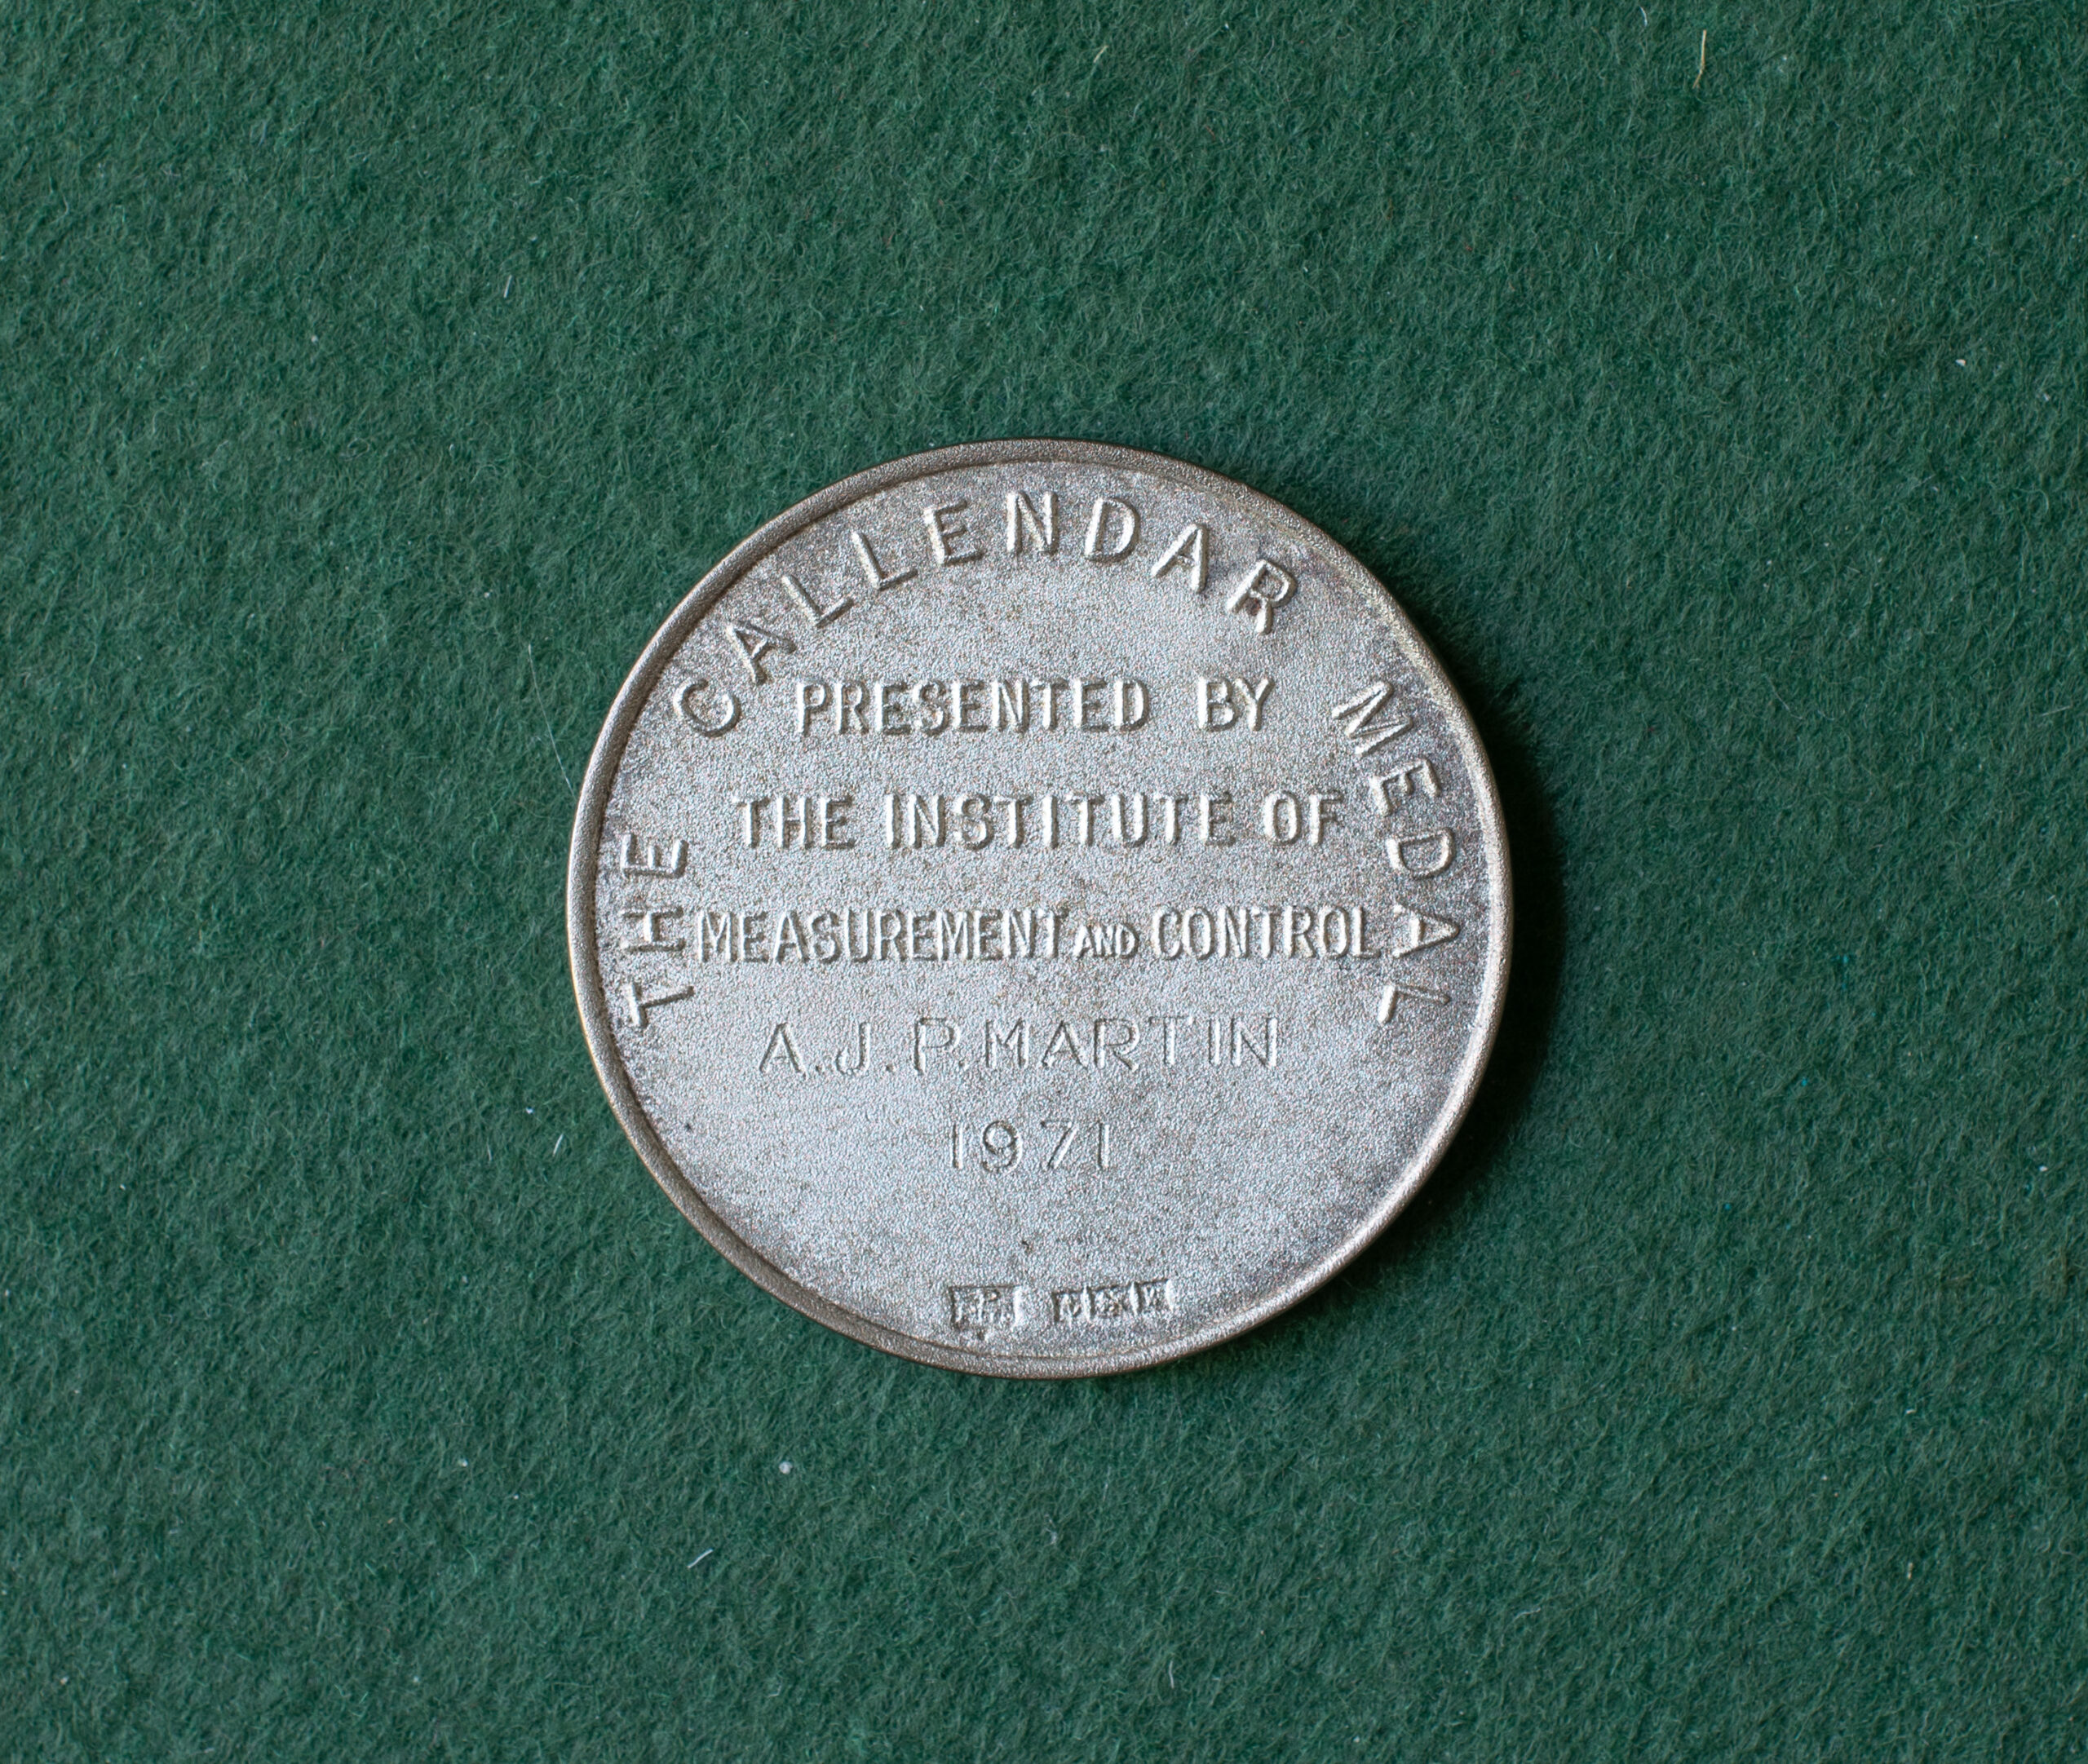 THE CALLENDAR MEDAL
PRESENTED BY
THE INSTITUTE OF
MEASUREMENT AND CONTROL
A.J.P. MARTIN
1971